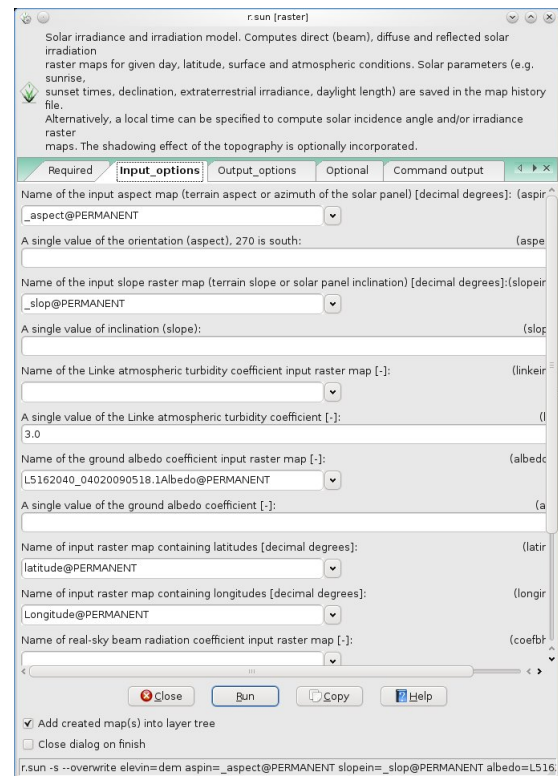 r.sun [raster]
Solar irradiance and irradiation model. Computes direct (beam), diffuse and reflected solar
irradiation
raster maps for given day, latitude, surface and atmospheric conditions. Solar parameters (e.g.
sunrise,
sunset times, declination, extraterrestrial irradiance, daylight length) are saved in the map history
file.
Alternatively, a local time can be specified to compute solar incidence angle and/or irradiance
raster
maps. The shadowing effect of the topography is optionally incorporated.
Required Input_options Output_options Optional Command output
Name of the input aspect map (terrain aspect or azimuth of the solar panel) [decimal degrees]: (aspir
_aspect@PERMANENT
A single value of the orientation (aspect), 270 is south: (aspe
Name of the input slope raster map (terrain slope or solar panel inclination) [decimal degrees]:(slopeir
_slop@PERMANENT
A single value of inclination (slope): (slop
Name of the Linke atmospheric turbidity coefficient input raster map [-]: (linkeir
A single value of the Linke atmospheric turbidity coefficient [-]: (l
3.0
Name of the ground albedo coefficient input raster map [-]: (albedo
L5162040_04020090518.1Albedo@PERMANENT
A single value of the ground albedo coefficient [-]: (a
Name of input raster map containing latitudes [decimal degrees]: (latir
latitude@PERMANENT
Name of input raster map containing longitudes [decimal degrees]: (longir
Longitude@PERMANENT
Name of real-sky beam radiation coefficient input raster map [-]: (coefbh
Close Run Copy Help
Add created map(s) into layer tree
Close dialog on finish
r.sun -s --overwrite elevin=dem aspin=_aspect@PERMANENT slopein=_slop@PERMANENT albedo=L516